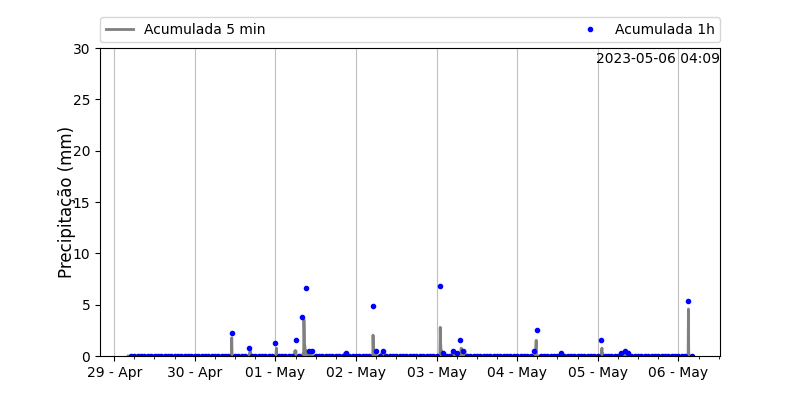 Acumulada 5 min
Acumulada 1h
2023-05-06 04:09
Precipitação (mm)
30
25
20
15
10
5
0
29 - Apr
30 - Apr
01 - May
02 - May
03 - May
04 - May
05 - May
06 - May